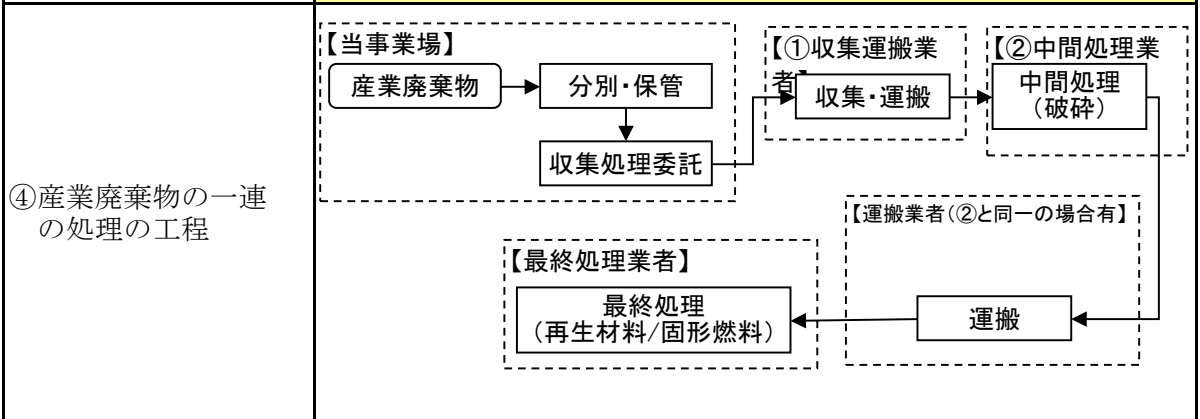 ④産業廃棄物の一連
の処理の工程
【当事業場】
産業廃棄物
分別・保管
収集処理委託
【①収集運搬業
者】
収集・運搬
【②中間処理業
中間処理
（破砕）
【運搬業者（②と同一の場合有】
運搬
【最終処理業者】
最終処理
（再生材料/固形燃料）